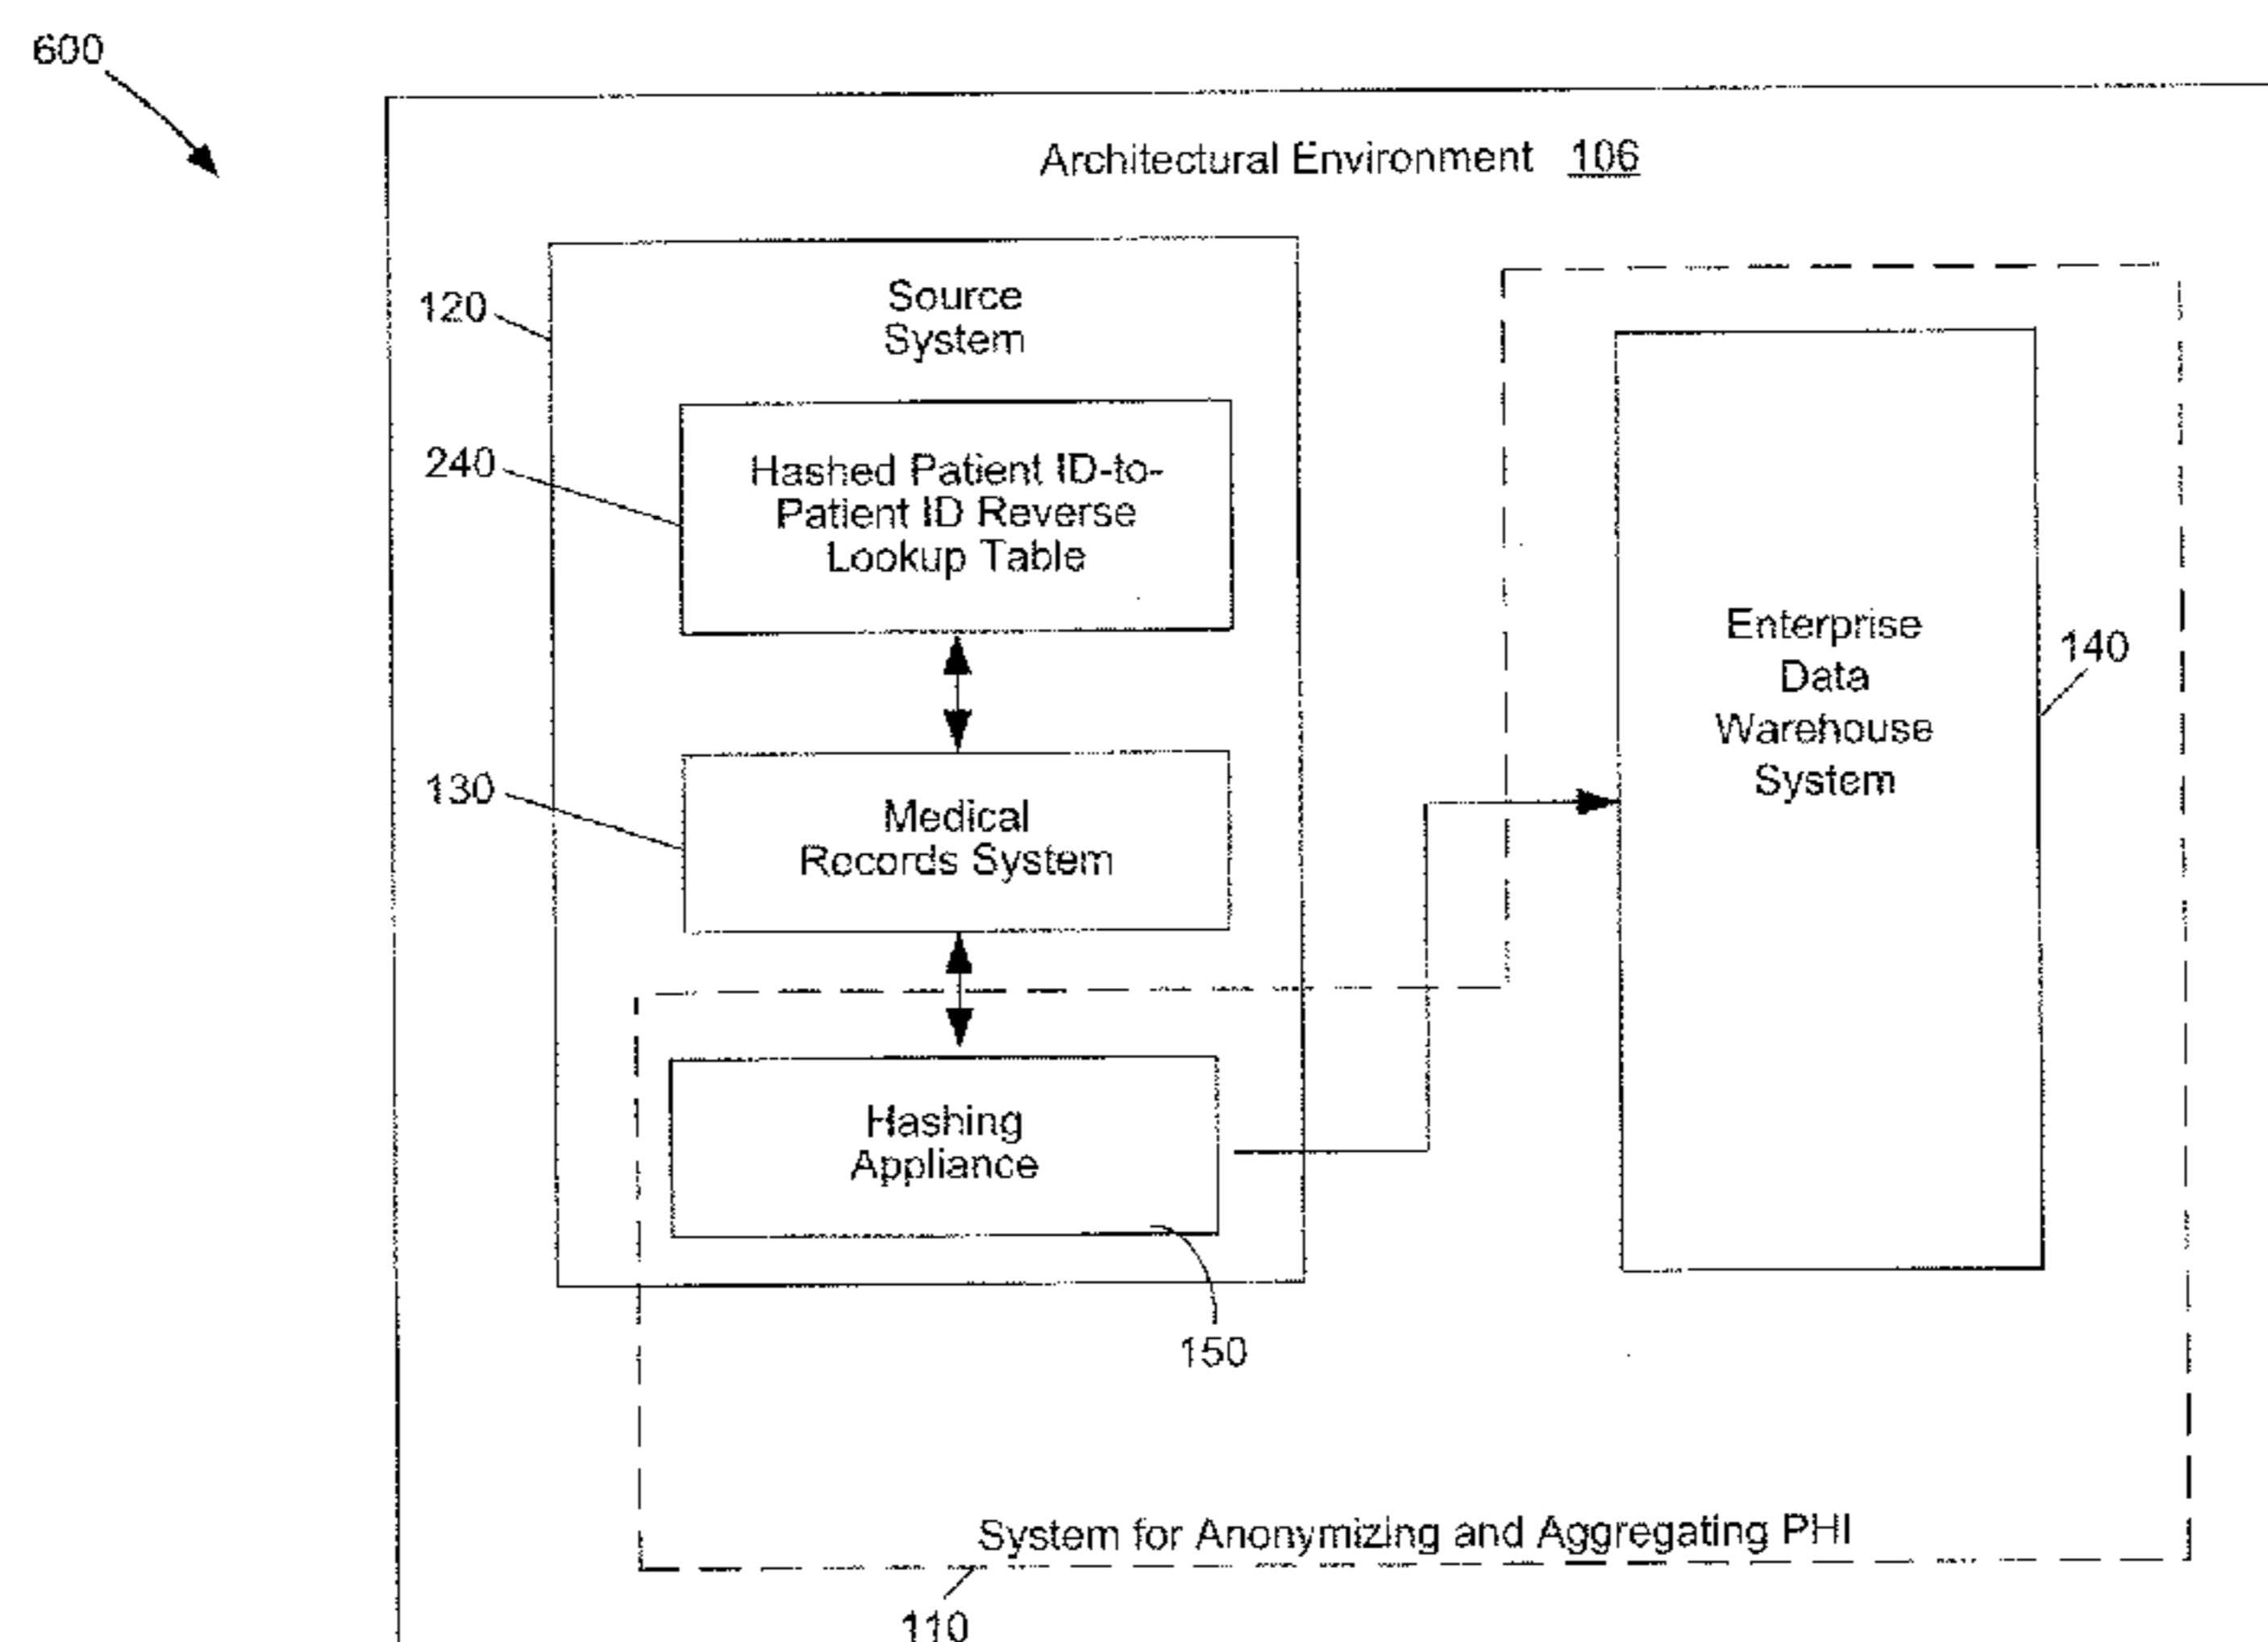 600
Architectural Environment 106
120
Source
System
240
Hashed Patient ID-to-
Patient ID Reverse
Lookup Table
130
Medical
Records System
Hashing
Appliance
150
Enterprise
Data
Warehouse
System
140
System for Anonymizing and Aggregating PHI
110